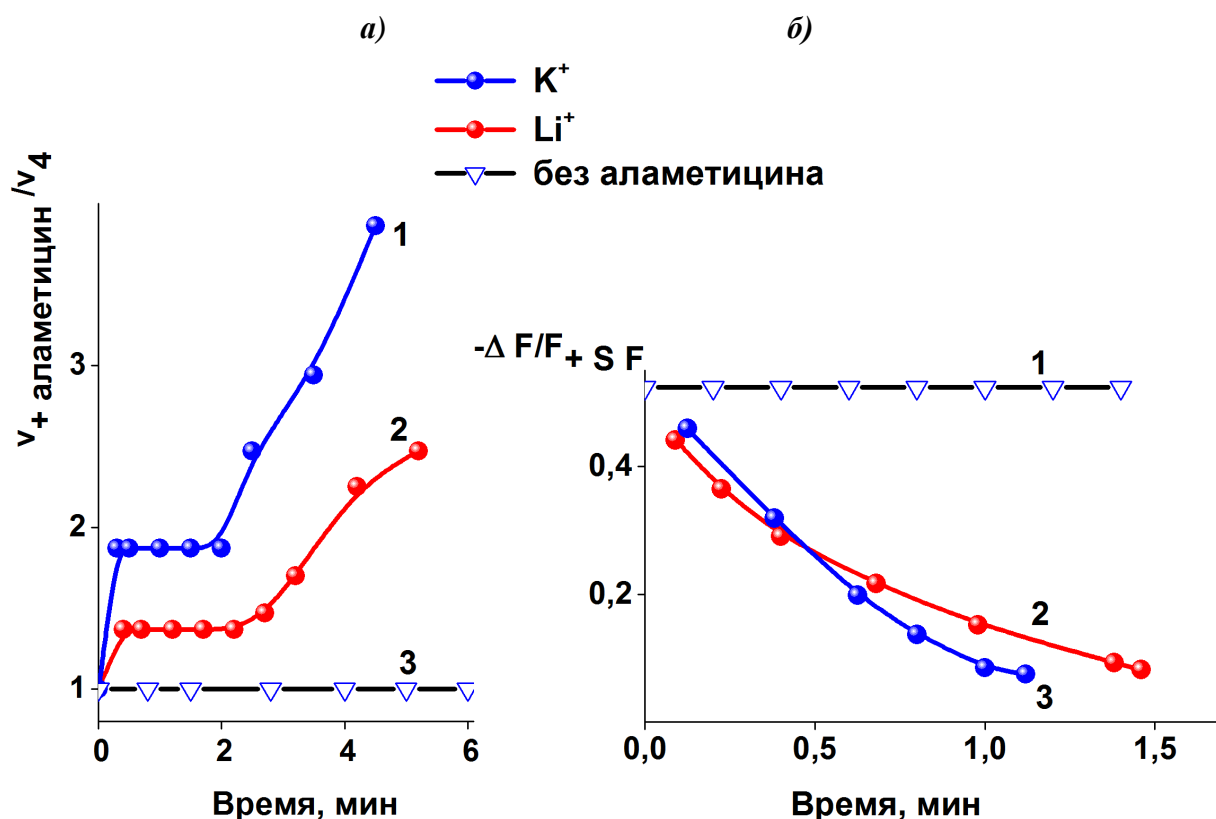 а)
б)
K+
Li+
без аламетицина
v+ аламетицин /v4
1
2
3
3
2
1
0
2
4
6
Время, мин
-Δ F/F+ S F
1
2
3
0,4
0,2
0,0
0,5
1,0
1,5
Время, мин